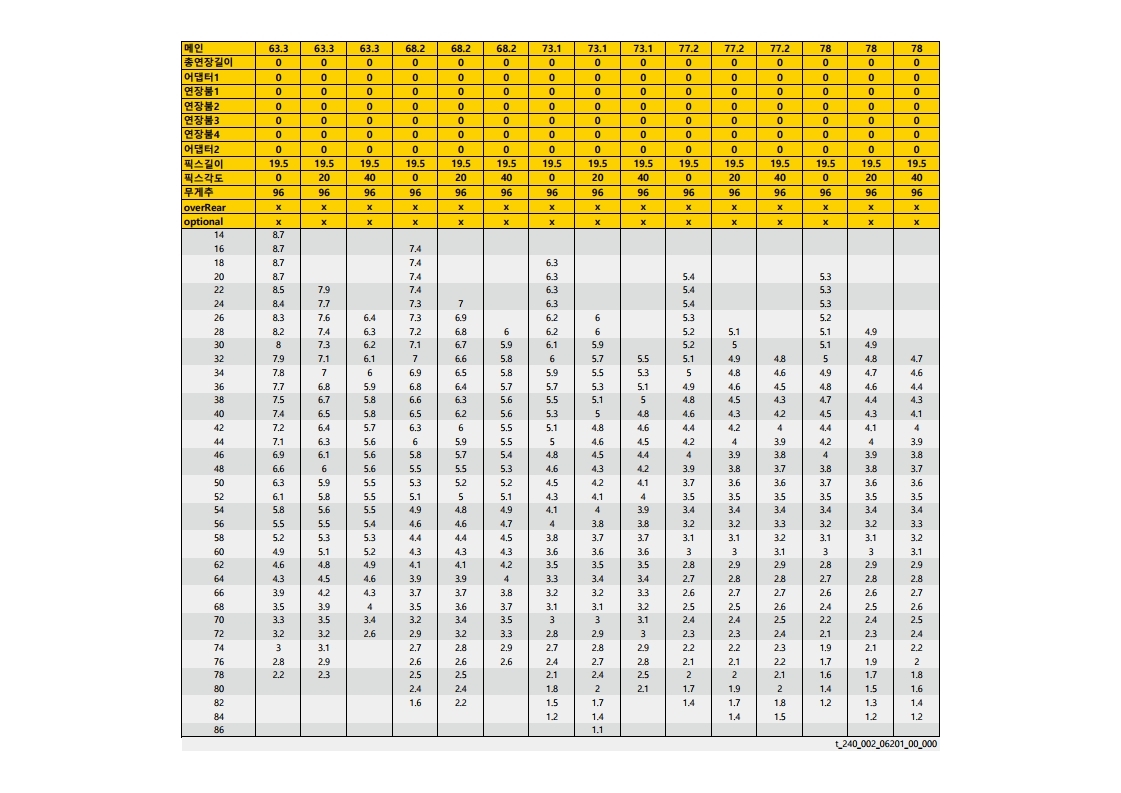 메인 63.3 63.3 63.3 68.2 68.2 68.2 73.1 73.1 73.1 77.2 77.2 77.2 78 78 78
총연장길이 0 0 0 0 0 0 0 0 0 0 0 0 0 0 0
어댑터1 0 0 0 0 0 0 0 0 0 0 0 0 0 0 0
연장붐1 0 0 0 0 0 0 0 0 0 0 0 0 0 0 0
연장붐2 0 0 0 0 0 0 0 0 0 0 0 0 0 0 0
연장붐3 0 0 0 0 0 0 0 0 0 0 0 0 0 0 0
연장붐4 0 0 0 0 0 0 0 0 0 0 0 0 0 0 0
어댑터2 0 0 0 0 0 0 0 0 0 0 0 0 0 0 0
픽스길이 19.5 19.5 19.5 19.5 19.5 19.5 19.5 19.5 19.5 19.5 19.5 19.5 19.5 19.5 19.5
픽스각도 0 20 40 0 20 40 0 20 40 0 20 40 0 20 40
무게추 96 96 96 96 96 96 96 96 96 96 96 96 96 96 96
overRear x x x x x x x x x x x x x x x
optional x x x x x x x x x x x x x x x
14 8.7
16 8.7 7.4
18 8.7 7.4 6.3
20 8.7 7.4 6.3 5.4 5.3
22 8.5 7.9 7.4 6.3 5.4 5.3
24 8.4 7.7 7.3 7 6.3 5.4 5.3
26 8.3 7.6 6.4 7.3 6.9 6.2 6 5.3 5.2
28 8.2 7.4 6.3 7.2 6.8 6 6.2 6 5.2 5.1 5.1 4.9
30 8 7.3 6.2 7.1 6.7 5.9 6.1 5.9 5.2 5 5.1 4.9
32 7.9 7.1 6.1 7 6.6 5.8 6 5.7 5.5 5.1 4.9 4.8 5 4.8 4.7
34 7.8 7 6 6.9 6.5 5.8 5.9 5.5 5.3 5 4.8 4.6 4.9 4.7 4.6
36 7.7 6.8 5.9 6.8 6.4 5.7 5.7 5.3 5.1 4.9 4.6 4.5 4.8 4.6 4.4
38 7.5 6.7 5.8 6.6 6.3 5.6 5.5 5.1 5 4.8 4.5 4.3 4.7 4.4 4.3
40 7.4 6.5 5.8 6.5 6.2 5.6 5.3 5 4.8 4.6 4.3 4.2 4.5 4.3 4.1
42 7.2 6.4 5.7 6.3 6 5.5 5.1 4.8 4.6 4.4 4.2 4 4.4 4.1 4
44 7.1 6.3 5.6 6 5.9 5.5 5 4.6 4.5 4.2 4 3.9 4.2 4 3.9
46 6.9 6.1 5.6 5.8 5.7 5.4 4.8 4.5 4.4 4 3.9 3.8 4 3.9 3.8
48 6.6 6 5.6 5.5 5.5 5.3 4.6 4.3 4.2 3.9 3.8 3.7 3.8 3.8 3.7
50 6.3 5.9 5.5 5.3 5.2 5.2 4.5 4.2 4.1 3.7 3.6 3.6 3.7 3.6 3.6
52 6.1 5.8 5.5 5.1 5 5.1 4.3 4.1 4 3.5 3.5 3.5 3.5 3.5 3.5
54 5.8 5.6 5.5 4.9 4.8 4.9 4.1 4 3.9 3.4 3.4 3.4 3.4 3.4 3.4
56 5.5 5.5 5.4 4.6 4.6 4.7 4 3.8 3.8 3.2 3.2 3.3 3.2 3.2 3.3
58 5.2 5.3 5.3 4.4 4.4 4.5 3.8 3.7 3.7 3.1 3.1 3.2 3.1 3.1 3.2
60 4.9 5.1 5.2 4.3 4.3 4.3 3.6 3.6 3.6 3 3 3.1 3 3 3.1
62 4.6 4.8 4.9 4.1 4.1 4.2 3.5 3.5 3.5 2.8 2.9 2.9 2.8 2.9 2.9
64 4.3 4.5 4.6 3.9 3.9 4 3.3 3.4 3.4 2.7 2.8 2.8 2.7 2.8 2.8
66 3.9 4.2 4.3 3.7 3.7 3.8 3.2 3.2 3.3 2.6 2.7 2.7 2.6 2.6 2.7
68 3.5 3.9 4 3.5 3.6 3.7 3.1 3.1 3.2 2.5 2.5 2.6 2.4 2.5 2.6
70 3.3 3.5 3.4 3.2 3.4 3.5 3 3 3.1 2.4 2.4 2.5 2.2 2.4 2.5
72 3.2 3.2 2.6 2.9 3.2 3.3 2.8 2.9 3 2.3 2.3 2.4 2.1 2.3 2.4
74 3 3.1 2.7 2.8 2.9 2.7 2.8 2.9 2.2 2.2 2.3 1.9 2.1 2.2
76 2.8 2.9 2.6 2.6 2.6 2.4 2.7 2.8 2.1 2.1 2.2 1.7 1.9 2
78 2.2 2.3 2.5 2.5 2.1 2.4 2.5 2 2 2.1 1.6 1.7 1.8
80 2.4 2.4 1.8 2 2.1 1.7 1.9 2 1.4 1.5 1.6
82 1.6 2.2 1.5 1.7 1.4 1.7 1.8 1.2 1.3 1.4
84 1.2 1.4 1.4 1.5 1.2 1.2
86 1.1
t_240_002_06201_00_000